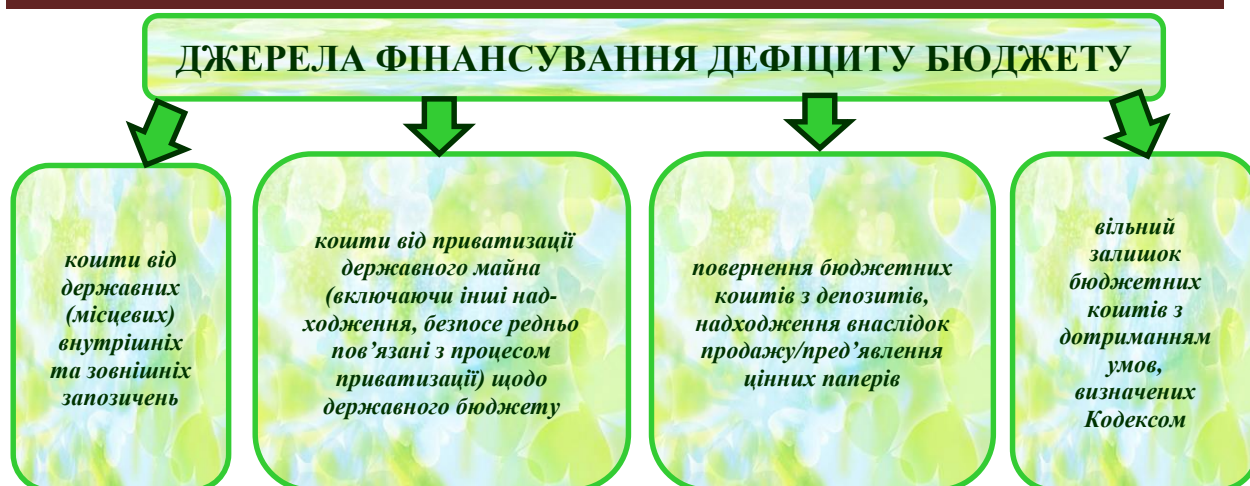 ДЖЕРЕЛА ФІНАНСУВАННЯ ДЕФІЦИТУ БЮДЖЕТУ
кошти від
державних
(місцевих)
внутрішніх
та зовнішніх
запозичень
кошти від приватизації
державного майна
(включаючи інші над-
ходження, безпосе редньо
пов’язані з процесом
приватизації) щодо
державного бюджету
повернення бюджетних
коштів з депозитів,
надходження внаслідок
продажу/пред’явлення
цінних паперів
вільний
залишок
бюджетних
коштів з
дотриманням
умов,
визначених
Кодексом